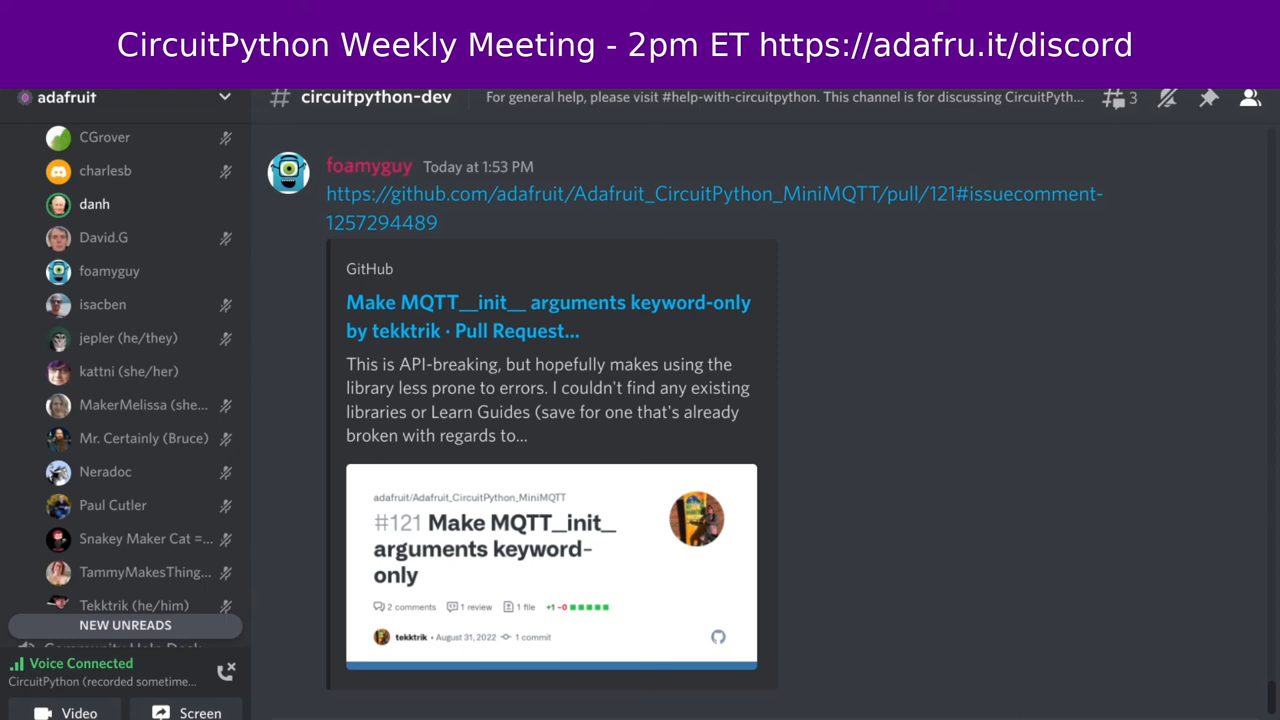 CircuitPython Weekly Meeting - 2pm ET https://adafru.it/discord
adafruit
# circuitpython-dev
For general help, please visit #help-with-circuitpython. This channel is for discussing CircuitPyth...
3
CGrover
charlesb
danh
David.G
foamyguy
isacben
jepler (he/they)
kattni (she/her)
MakerMelissa (she...
Mr. Certainly (Bruce)
Neradoc
Paul Cutler
Snakey Maker Cat =...
TammyMakesThing...
Tekktrik (he/him)
NEW UNREADS
Voice Connected
CircuitPython (recorded sometime...
Video
Screen
foamyguy Today at 1:53 PM
https://github.com/adafruit/Adafruit_CircuitPython_MiniMQTT/pull/121#issuecomment-
1257294489
GitHub
Make MQTT__init__ arguments keyword-only
by tekktrik · Pull Request...
This is API-breaking, but hopefully makes using the
library less prone to errors. I couldn't find any existing
libraries or Learn Guides (save for one that's already
broken with regards to...
adafruit/Adafruit_CircuitPython_MiniMQTT
#121 Make MQTT__init_
arguments keyword-
only
2 comments 1 review 1 file +1 -0
tekktrik • August 31, 2022 1 commit